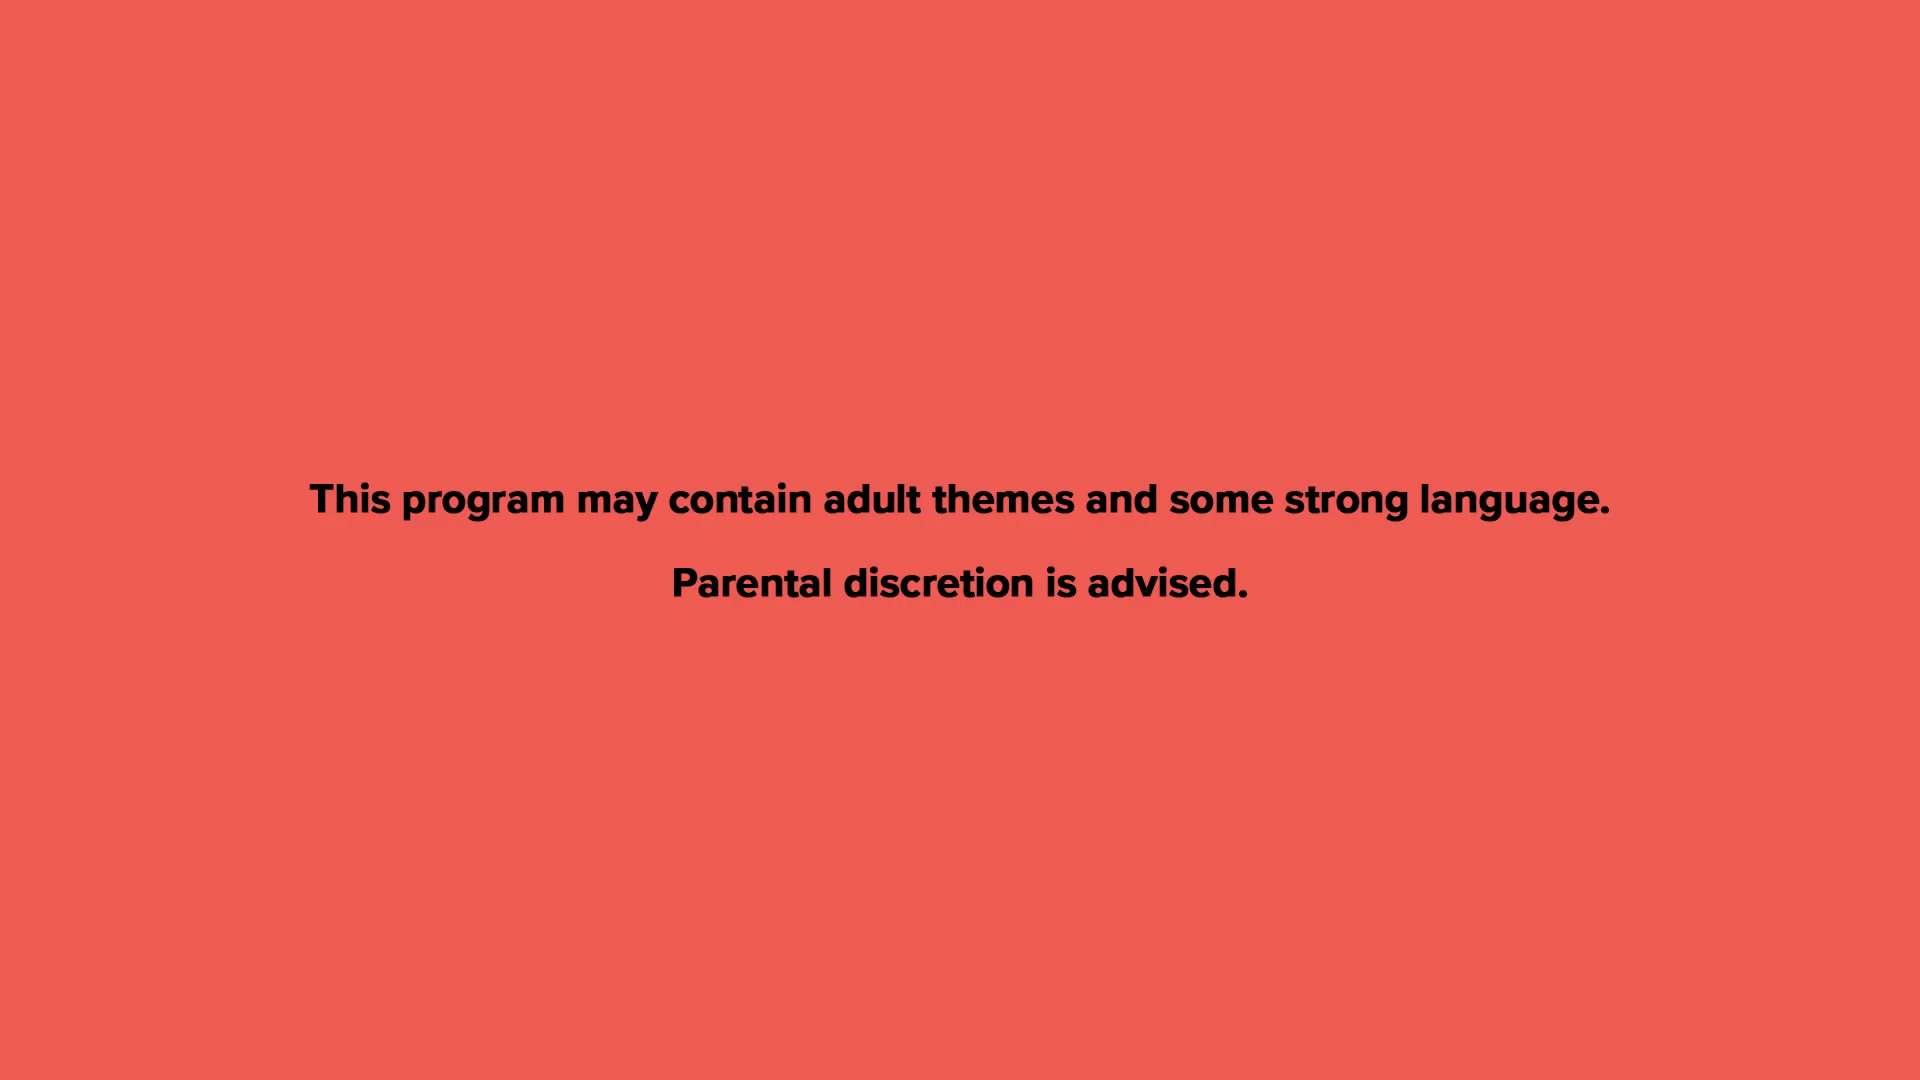 This program may contain adult themes and some strong language.
Parental discretion is advised.